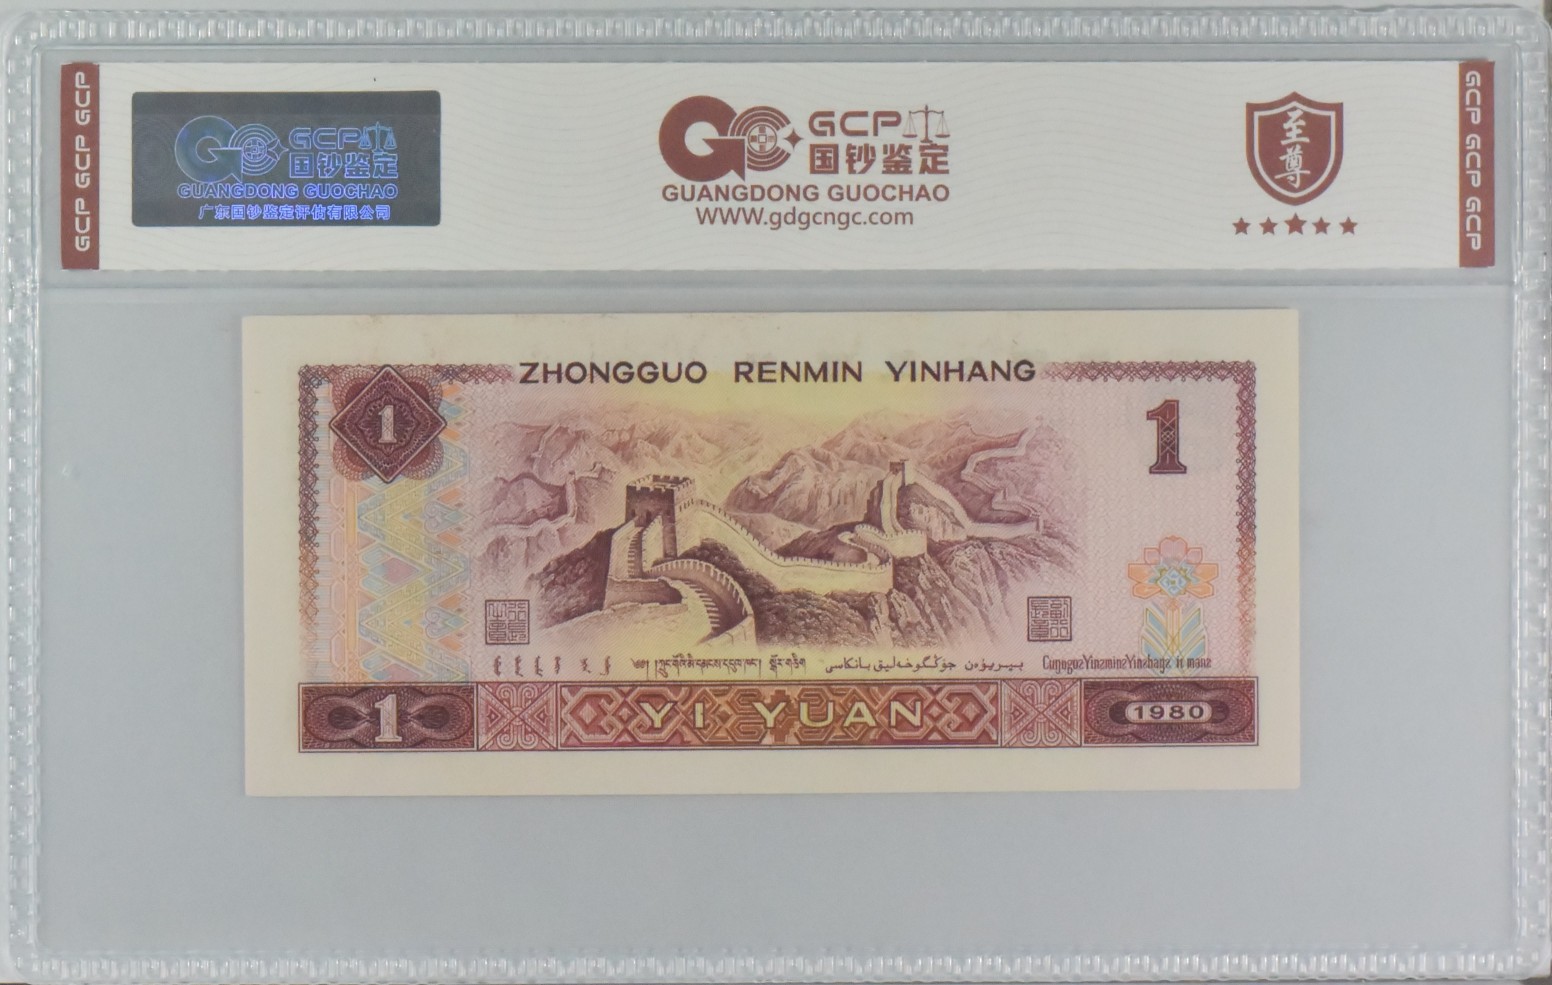 GCP GCP GCP
GCP
国钞鉴定
GUANGDONG GUOCHAO
广东国钞鉴定评估有限公司
GCP
国钞鉴定
GUANGDONG GUOCHAO
WWW.gdgcngc.com
至尊
GCP GCP GCP
ZHONGGUO RENMIN YINHANG
1
1
YI YUAN
1
1980